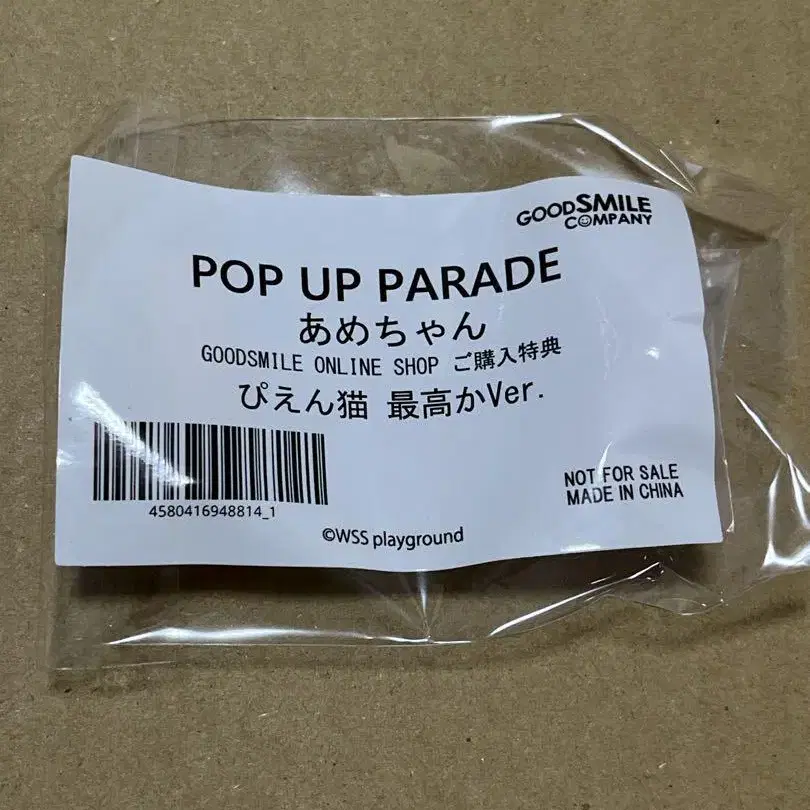 GOODSMILE
COMPANY
POP UP PARADE
あめちゃん
GOODSMILE ONLINE SHOP ご購入特典
ぴえん猫 最高かVer.
4580416948814_1
NOT FOR SALE
MADE IN CHINA
©WSS playground